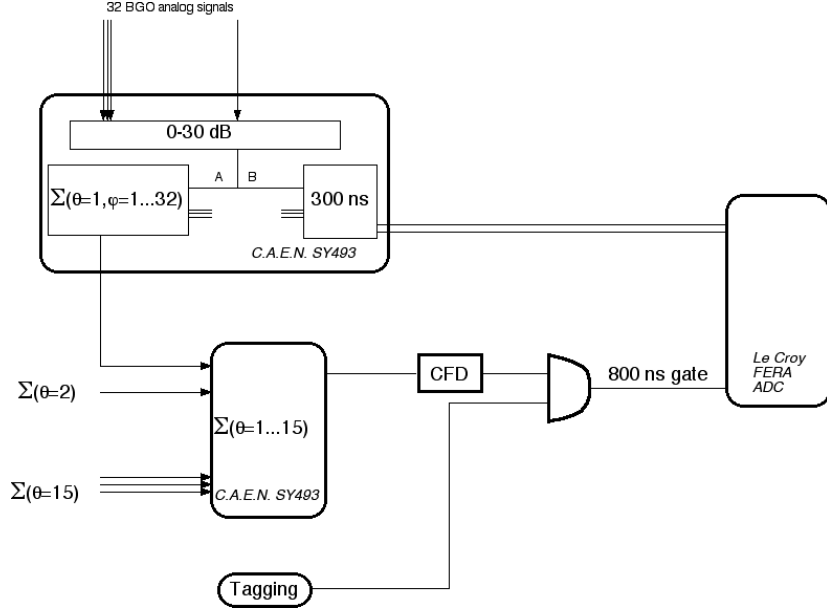 32 BGO analog signals
0-30 dB
A B
Σ(θ=1,φ=1...32)
300 ns
C.A.E.N. SY493
Le Croy
FERA
ADC
CFD
800 ns gate
Σ(θ=2)
Σ(θ=1...15)
Σ(θ=15)
C.A.E.N. SY493
Tagging